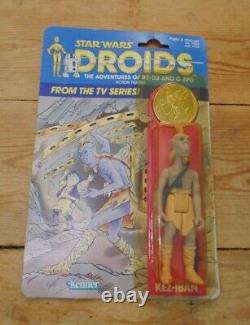 STAR WARS
DROIDS
THE ADVENTURES OF R2-D2 AND C-3PO
ACTION FIGURE
FROM THE TV SERIES!
Kenner
KEZ-IBAN